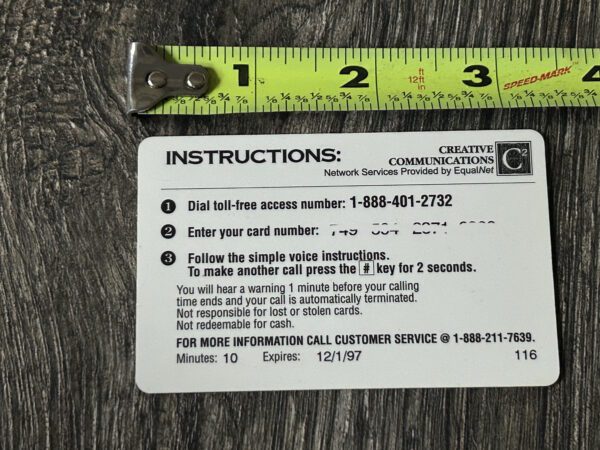 1 2 3 4
ft
12ft
SPEED-MARK
INSTRUCTIONS:
CREATIVE
COMMUNICATIONS
C²
Network Services Provided by EqualNet
1 Dial toll-free access number: 1-888-401-2732
2 Enter your card number:
3 Follow the simple voice instructions.
To make another call press the # key for 2 seconds.
You will hear a warning 1 minute before your calling
time ends and your call is automatically terminated.
Not responsible for lost or stolen cards.
Not redeemable for cash.
FOR MORE INFORMATION CALL CUSTOMER SERVICE @ 1-888-211-7639.
Minutes: 10 Expires: 12/1/97 116